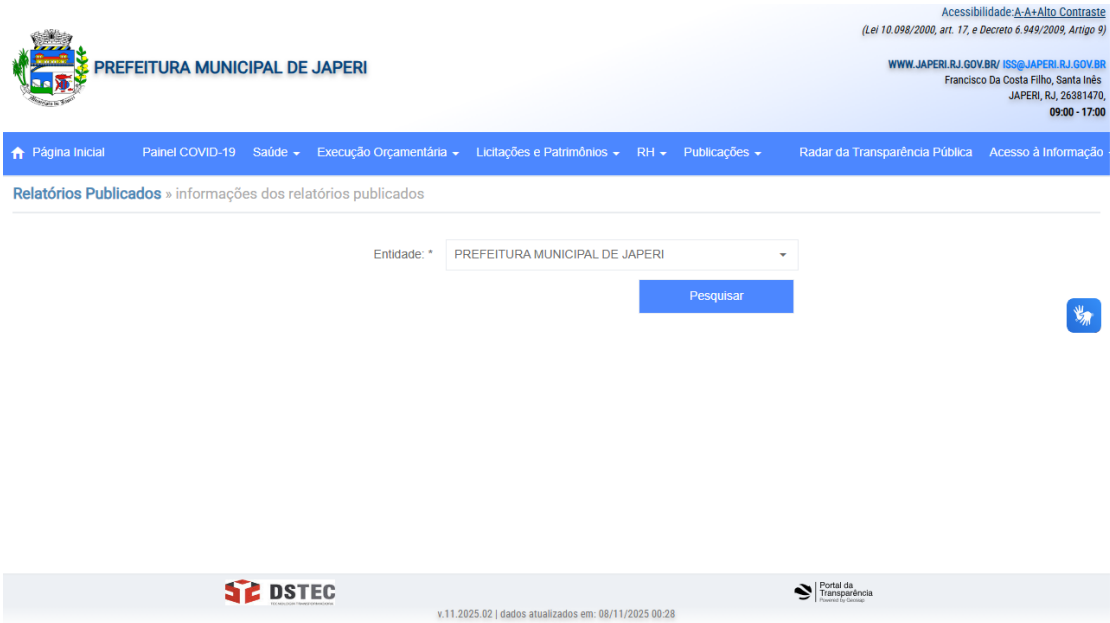 Acessibilidade:A-A+Alto Contraste
(Lei 10.098/2000, art. 17, e Decreto 6.949/2009, Artigo 9)
PREFEITURA MUNICIPAL DE JAPERI
WWW.JAPERI.RJ.GOV.BR/ ISS@JAPERI.RJ.GOV.BR
Francisco Da Costa Filho, Santa Inês
JAPERI, RJ, 26381470,
09:00 - 17:00
Página Inicial Painel COVID-19 Saúde Execução Orçamentária Licitações e Patrimônios RH Publicações Radar da Transparência Pública Acesso à Informação
Relatórios Publicados » informações dos relatórios publicados
Entidade: * PREFEITURA MUNICIPAL DE JAPERI
Pesquisar
DSTEC
Portal da
Transparência
v.11.2025.02 | dados atualizados em: 08/11/2025 00:28